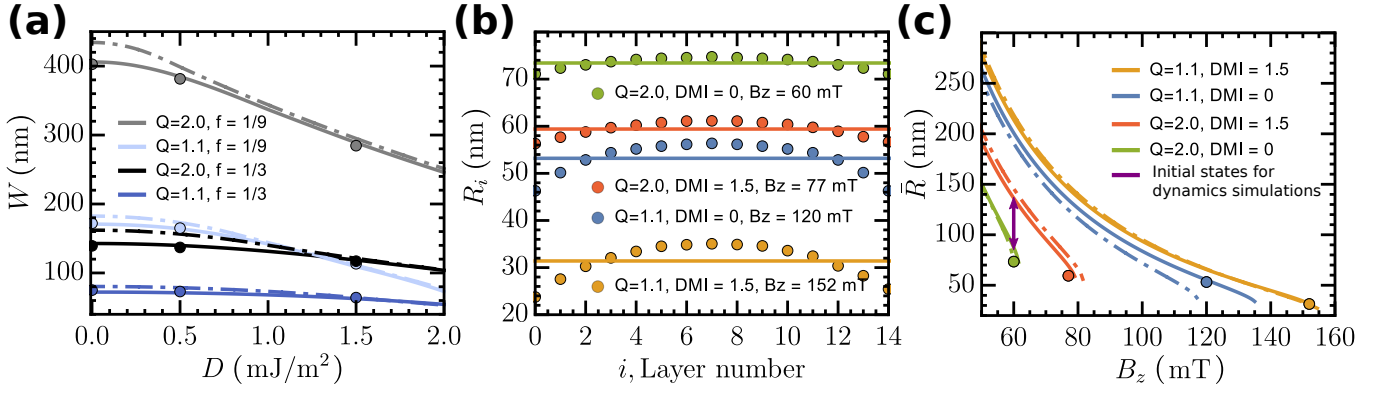 (a)
400
300
200
100
W (nm)
Q=2.0, f = 1/9
Q=1.1, f = 1/9
Q=2.0, f = 1/3
Q=1.1, f = 1/3
0.0 0.5 1.0 1.5 2.0
D (mJ/m²)
(b)
70
60
50
40
30
20
R_i (nm)
Q=2.0, DMI = 0, Bz = 60 mT
Q=2.0, DMI = 1.5, Bz = 77 mT
Q=1.1, DMI = 0, Bz = 120 mT
Q=1.1, DMI = 1.5, Bz = 152 mT
0 2 4 6 8 10 12 14
i, Layer number
(c)
250
200
150
100
50
R̄ (nm)
Q=1.1, DMI = 1.5
Q=1.1, DMI = 0
Q=2.0, DMI = 1.5
Q=2.0, DMI = 0
Initial states for
dynamics simulations
60 80 100 120 140 160
B_z (mT)